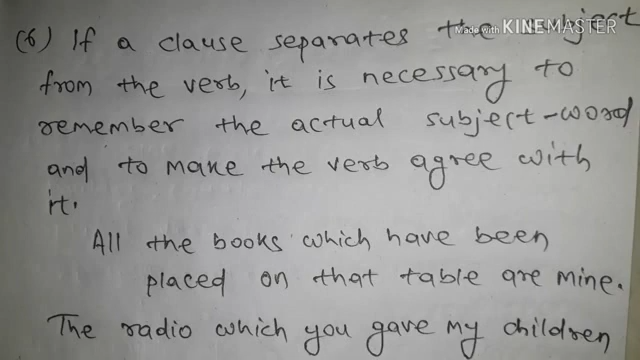 Made with KINEMASTER
(6) If a clause separates the subject
from the verb, it is necessary to
remember the actual subject-word
and to make the verb agree with
it.
All the books which have been
placed on that table are mine.
The radio which you gave my children